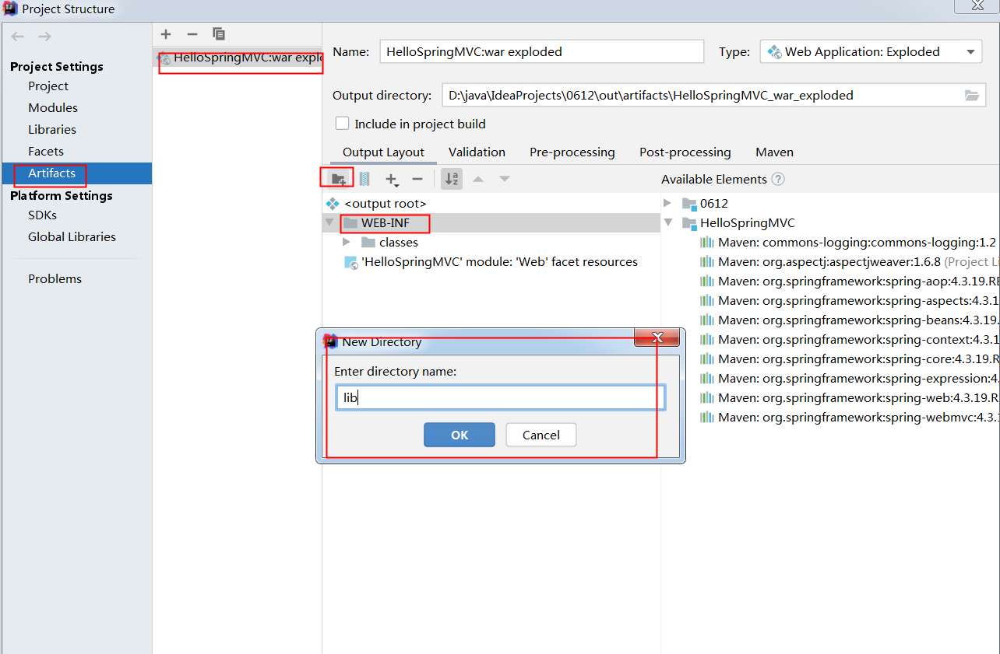 Project Structure
Project Settings
Project
Modules
Libraries
Facets
Artifacts
Platform Settings
SDKs
Global Libraries
Problems
HelloSpringMVC:war explo
Name: HelloSpringMVC:war exploded Type: Web Application: Exploded
Output directory: D:\java\IdeaProjects\0612\out\artifacts\HelloSpringMVC_war_exploded
Include in project build
Output Layout Validation Pre-processing Post-processing Maven
Available Elements ?
<output root>
WEB-INF
classes
'HelloSpringMVC' module: 'Web' facet resources
0612
HelloSpringMVC
Maven: commons-logging:commons-logging:1.2
Maven: org.aspectj:aspectjweaver:1.6.8 (Project Li
Maven: org.springframework:spring-aop:4.3.19.RE
Maven: org.springframework:spring-aspects:4.3.1
Maven: org.springframework:spring-beans:4.3.19.
Maven: org.springframework:spring-context:4.3.1
Maven: org.springframework:spring-core:4.3.19.R
Maven: org.springframework:spring-expression:4.
Maven: org.springframework:spring-web:4.3.19.R
Maven: org.springframework:spring-webmvc:4.3.1
New Directory
Enter directory name:
lib
OK Cancel